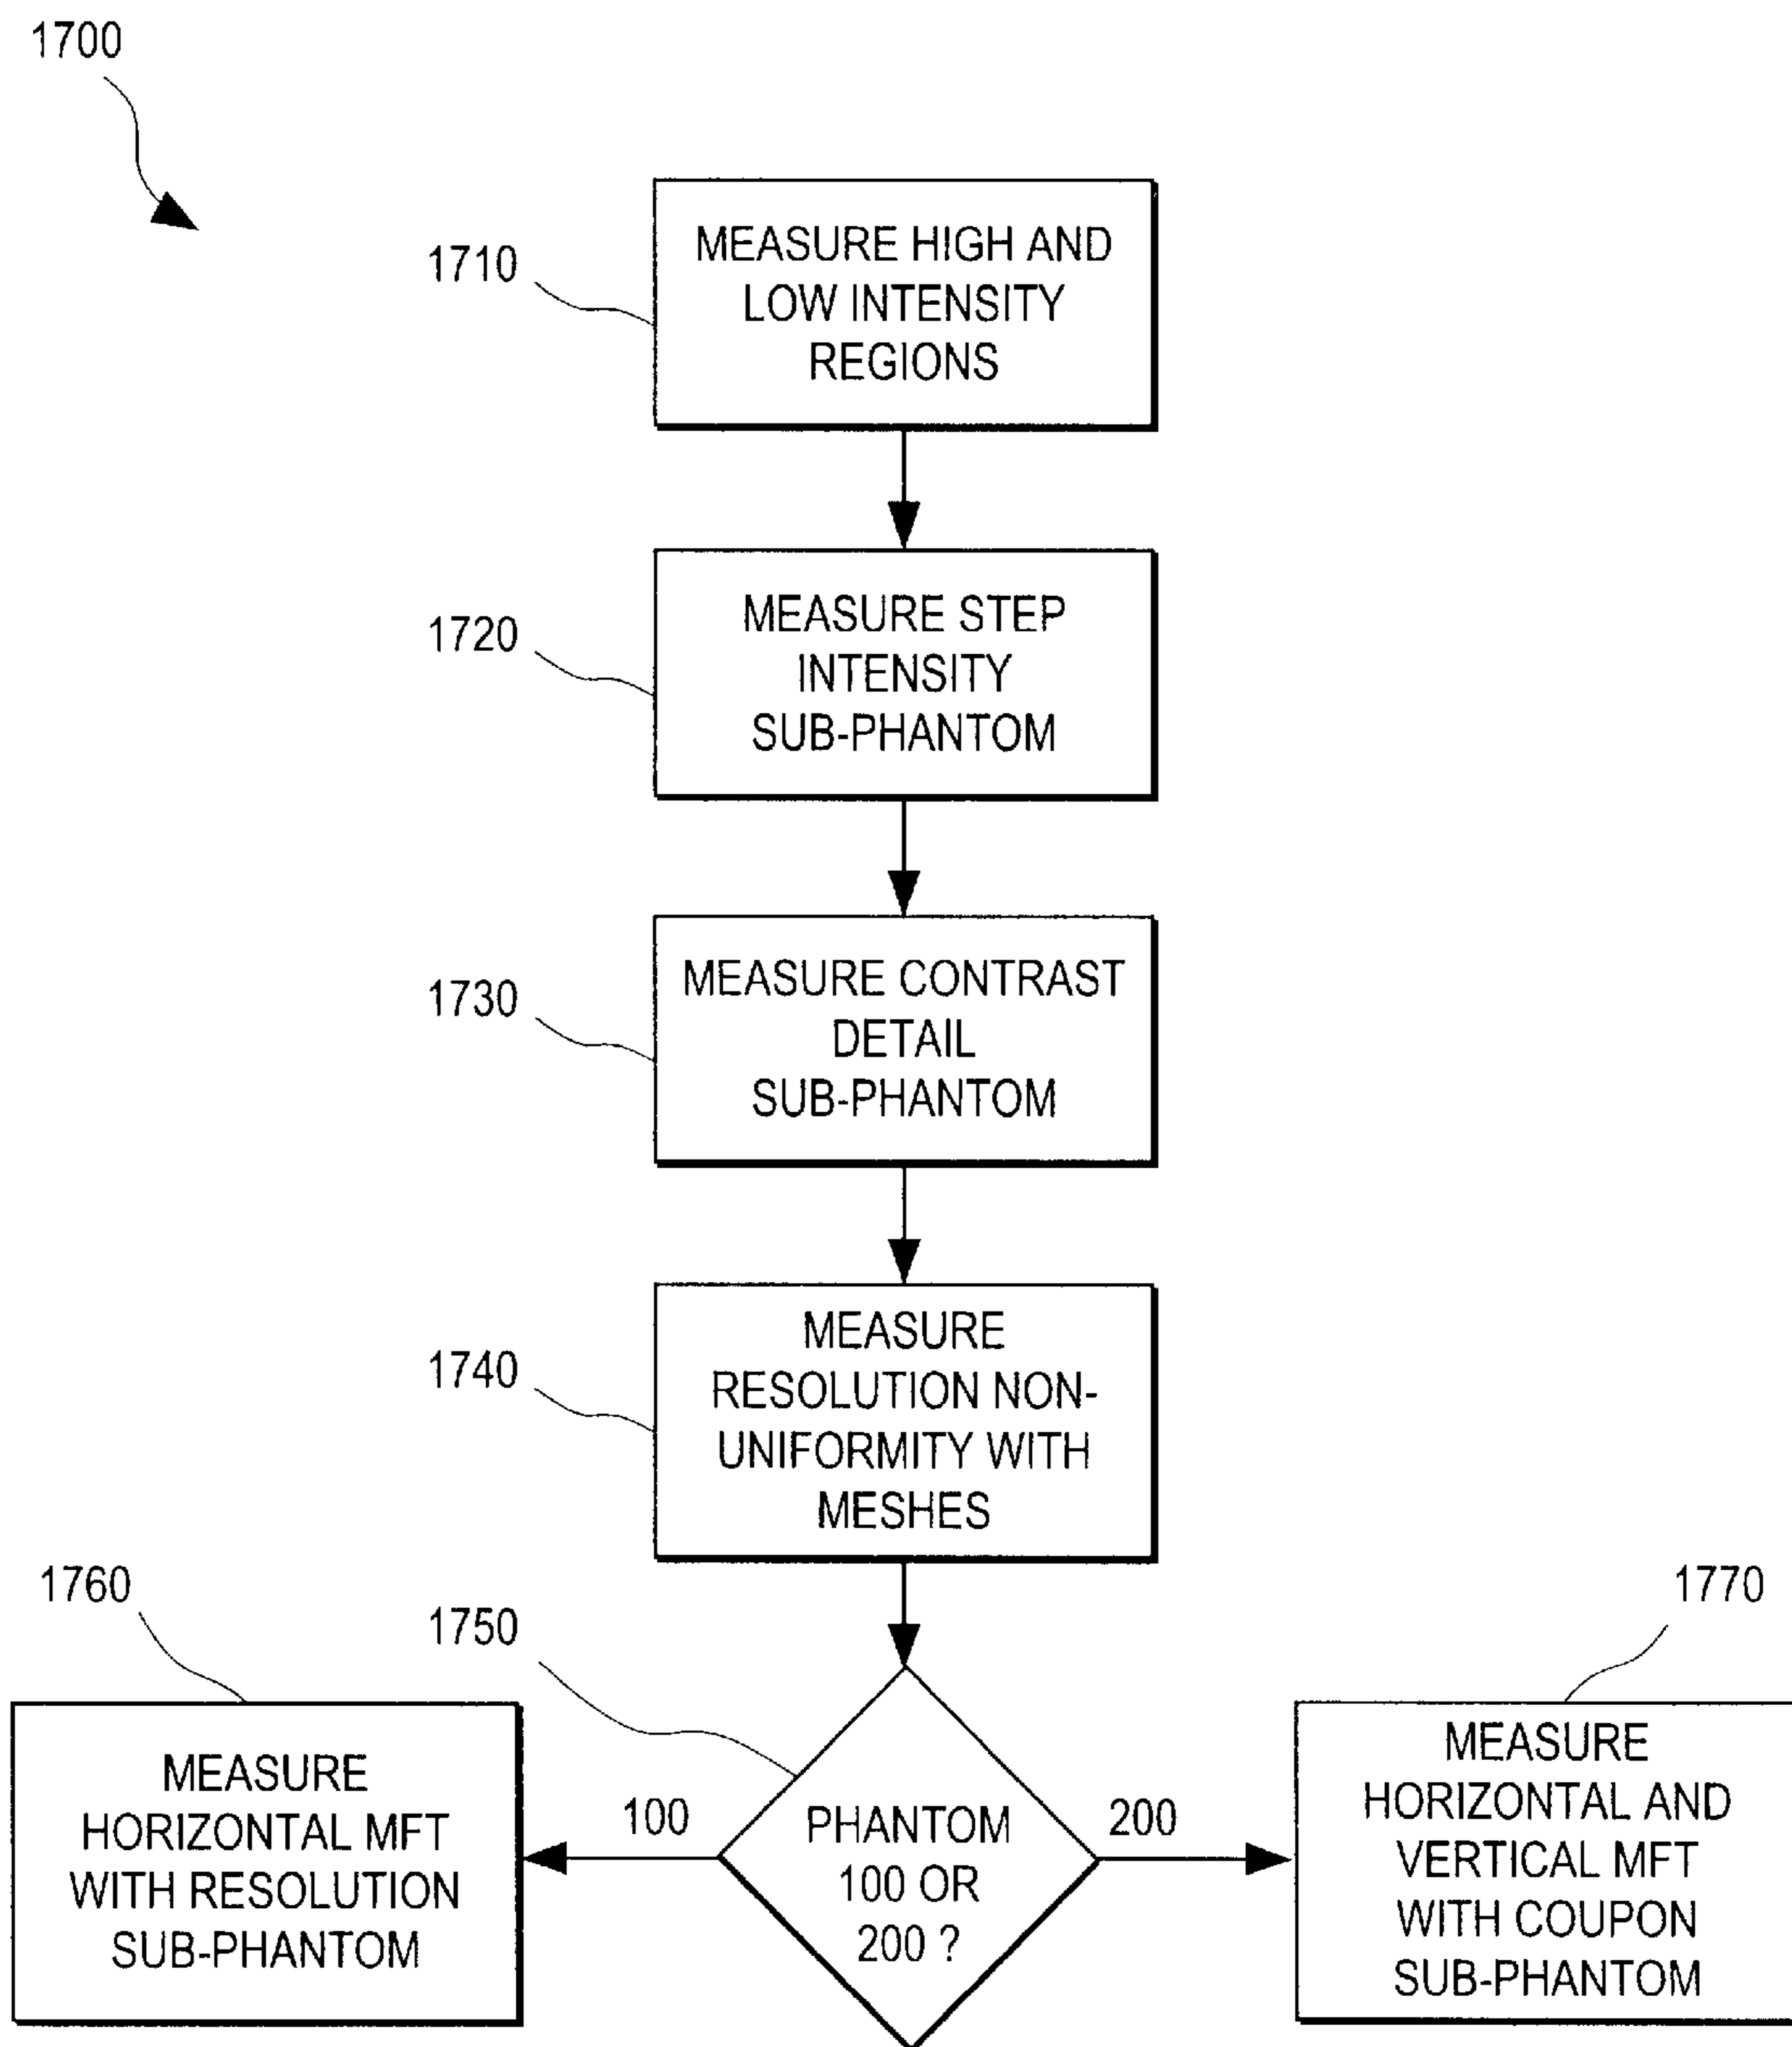 1700
1710
MEASURE HIGH AND
LOW INTENSITY
REGIONS
1720
MEASURE STEP
INTENSITY
SUB-PHANTOM
1730
MEASURE CONTRAST
DETAIL
SUB-PHANTOM
1740
MEASURE
RESOLUTION NON-
UNIFORMITY WITH
MESHES
1760
1750
1770
MEASURE
HORIZONTAL MFT
WITH RESOLUTION
SUB-PHANTOM
100
PHANTOM
100 OR
200 ?
200
MEASURE
HORIZONTAL AND
VERTICAL MFT
WITH COUPON
SUB-PHANTOM